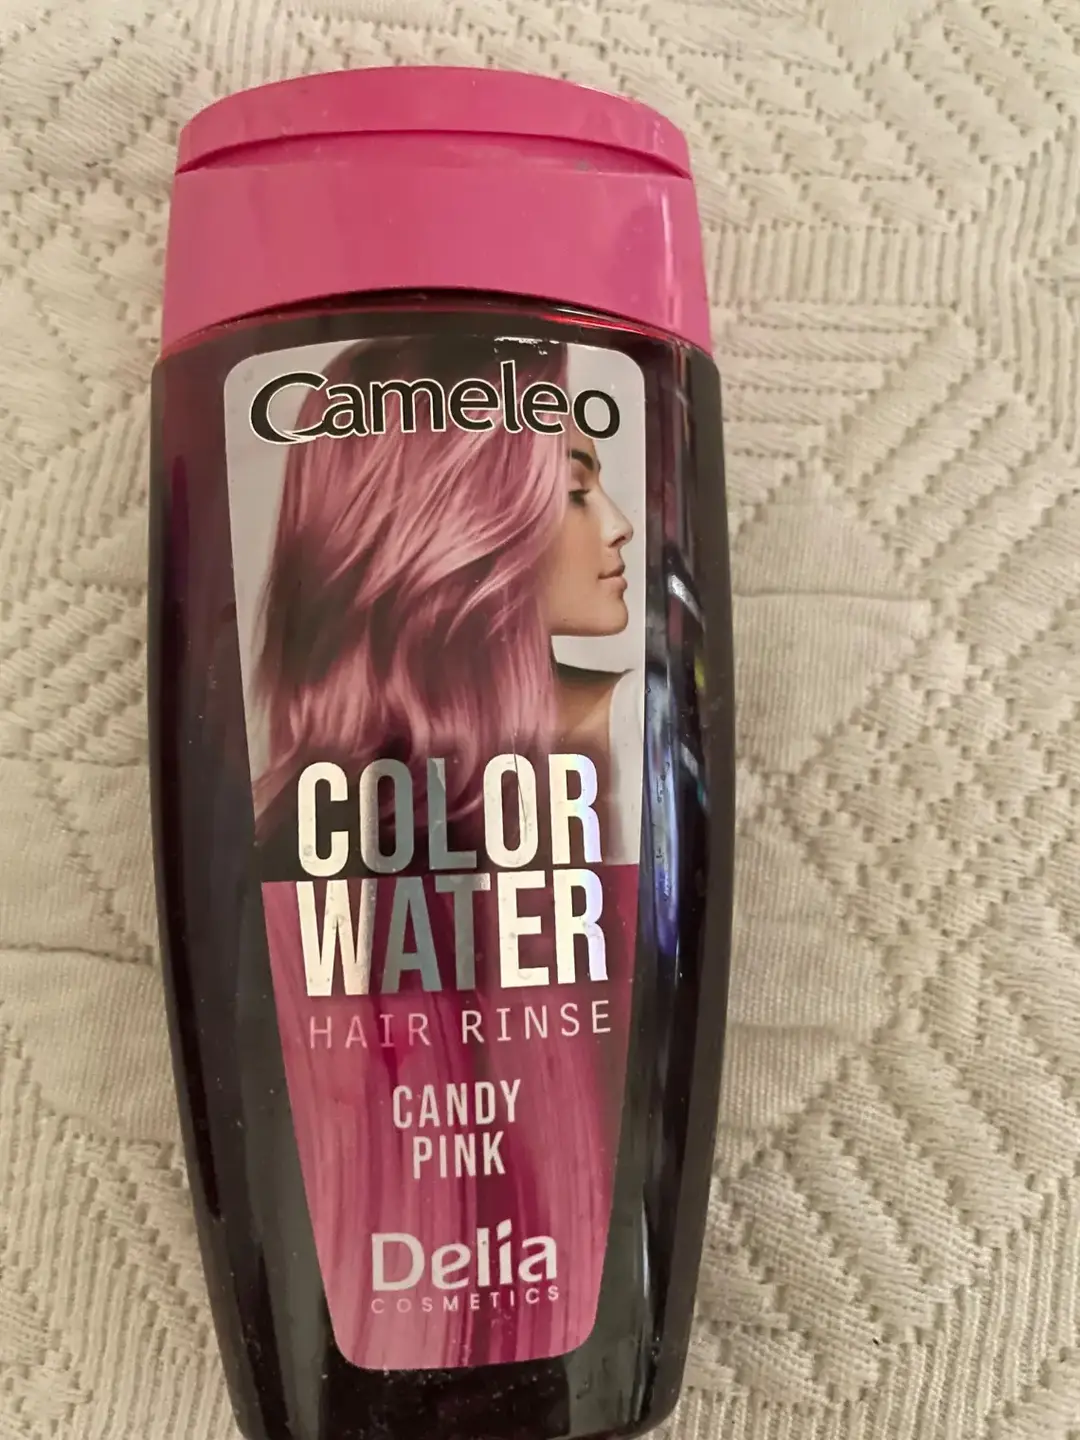 Cameleo
COLOR
WATER
HAIR RINSE
CANDY
PINK
Delia
COSMETICS